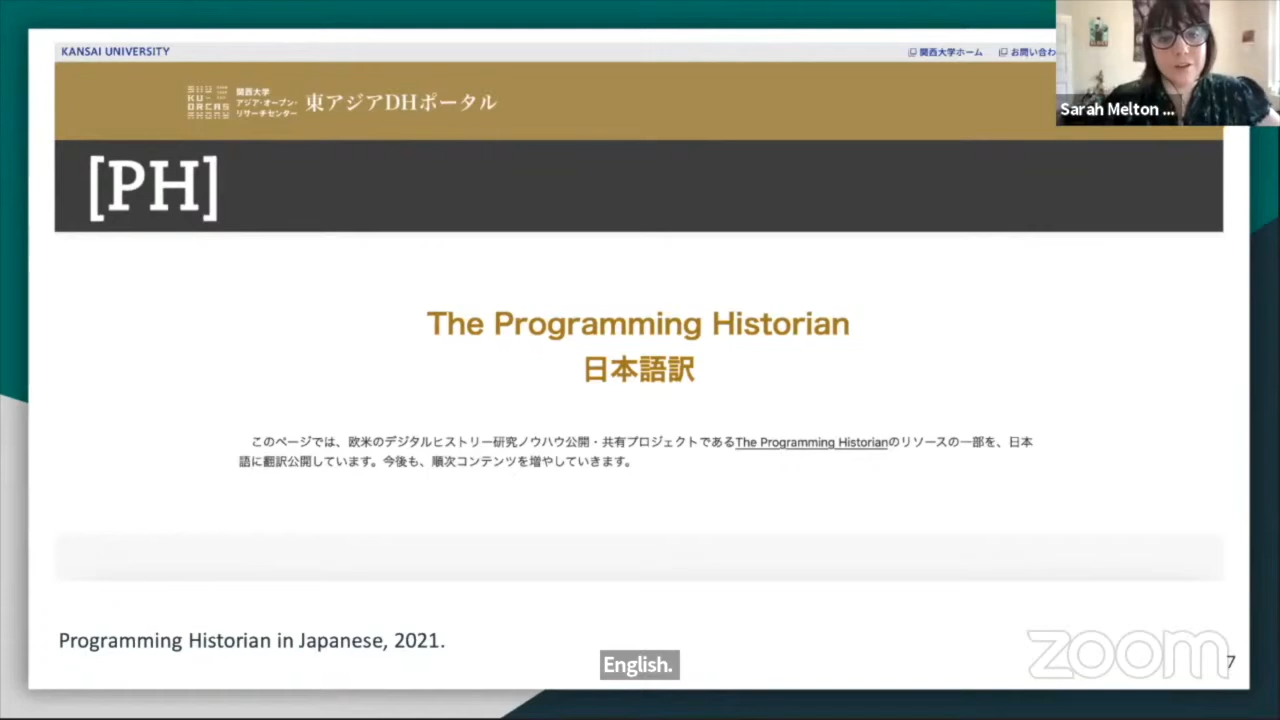 KANSAI UNIVERSITY
関西大学ホーム お問い合わ
Sarah Melton ...
SHU
KU-
ORCAS
関西大学
アジア・オープン・
リサーチセンター
東アジアDHポータル
[PH]
The Programming Historian
日本語訳
このページでは、欧米のデジタルヒストリー研究ノウハウ公開・共有プロジェクトであるThe Programming Historianのリソースの一部を、日本
語に翻訳公開しています。今後も、順次コンテンツを増やしていきます。
Programming Historian in Japanese, 2021.
English.
zoom
7